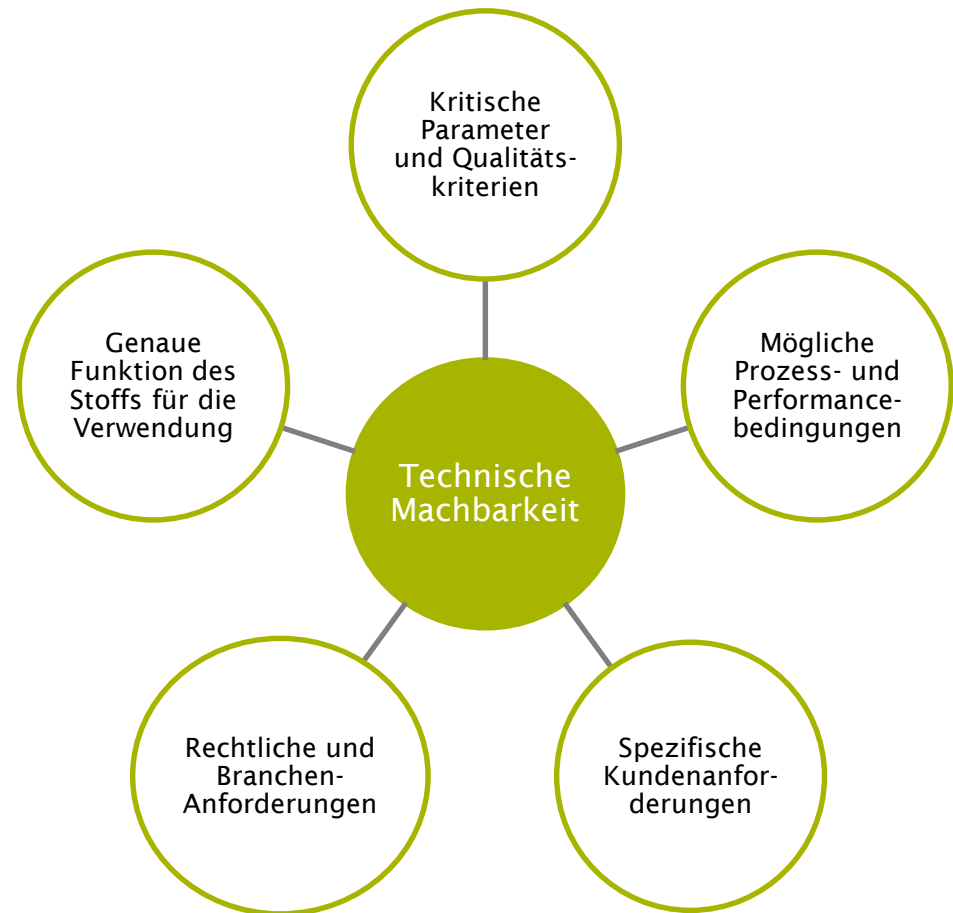 Kritische
Parameter
und Qualitäts-
kriterien
Genaue
Funktion des
Stoffs für die
Verwendung
Mögliche
Prozess- und
Performance-
bedingungen
Technische
Machbarkeit
Rechtliche und
Branchen-
Anforderungen
Spezifische
Kundenanfor-
derungen